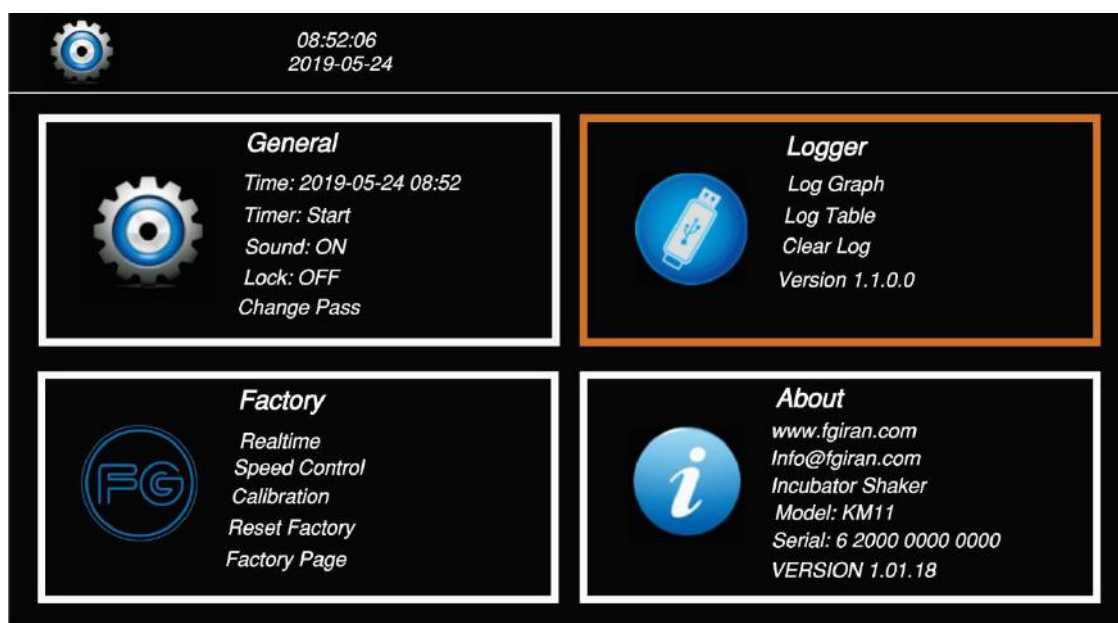 08:52:06
2019-05-24
General
Time: 2019-05-24 08:52
Timer: Start
Sound: ON
Lock: OFF
Change Pass
Logger
Log Graph
Log Table
Clear Log
Version 1.1.0.0
Factory
FG
Realtime
Speed Control
Calibration
Reset Factory
Factory Page
About
i
www.fgiran.com
Info@fgiran.com
Incubator Shaker
Model: KM11
Serial: 6 2000 0000 0000
VERSION 1.01.18